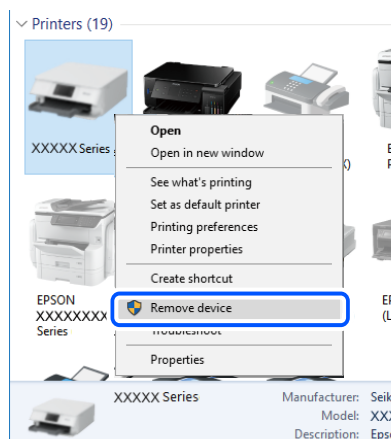 Printers (19)
XXXXX Series
Open
Open in new window
See what's printing
Set as default printer
Printing preferences
Printer properties
Create shortcut
Remove device
Troubleshoot
Properties
EPSON
XXXXXXXX
Series
XXXXX Series
Manufacturer:
Model:
Description: